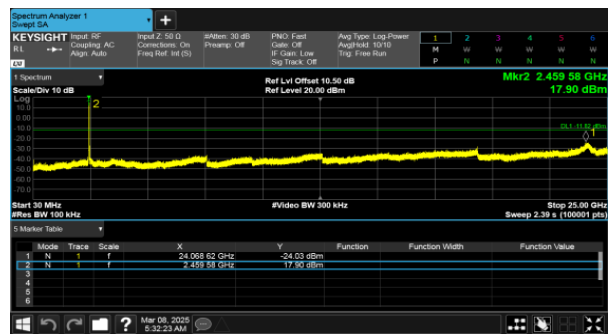 Spectrum Analyzer 1
Swept SA
+
KEYSIGHT Input: RF Input Z: 50 Ω #Atten: 30 dB PNO: Fast Avg Type: Log-Power 1 2 3 4 5 6
RL Coupling: AC Corrections: On Preamp: Off Gate: Off Avg|Hold: 10/10 M W W W W W
Align: Auto Freq Ref: Int (S) IF Gain: Low Trig: Free Run P N N N N N
LXI Sig Track: Off
1 Spectrum Ref Lvl Offset 10.50 dB Mkr2 2.459 58 GHz
Scale/Div 10 dB Ref Level 20.00 dBm 17.90 dBm
Log
10.0
0.00
-10.0
-20.0
-30.0
-40.0
-50.0
-60.0
-70.0
2
1
Start 30 MHz #Video BW 300 kHz Stop 25.00 GHz
#Res BW 100 kHz Sweep 2.39 s (100001 pts)
5 Marker Table
Mode Trace Scale X Y Function Function Width Function Value
1 N 1 f 24.068 62 GHz -24.03 dBm
2 N 1 f 2.459 58 GHz 17.90 dBm
3
4
5
6
? Mar 08, 2025
5:32:23 AM